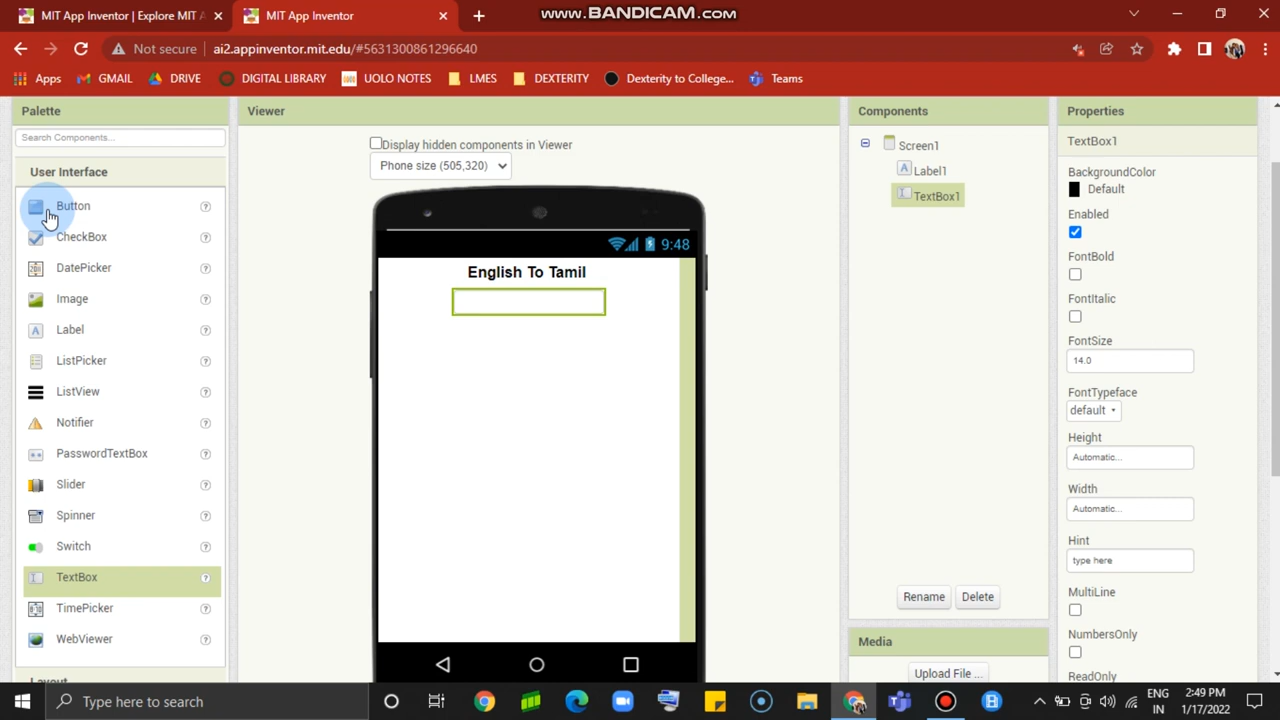 MIT App Inventor | Explore MIT A
MIT App Inventor
www.BANDICAM.com
Not secure
ai2.appinventor.mit.edu/#5631300861296640
Apps
GMAIL
DRIVE
DIGITAL LIBRARY
UOLO NOTES
LMES
DEXTERITY
Dexterity to College...
Teams
Palette
Search Components...
User Interface
Button
CheckBox
DatePicker
Image
Label
ListPicker
ListView
Notifier
PasswordTextBox
Slider
Spinner
Switch
TextBox
TimePicker
WebViewer
Layout
Viewer
Display hidden components in Viewer
Phone size (505,320)
9:48
English To Tamil
Components
Screen1
Label1
TextBox1
Rename
Delete
Media
Upload File ...
Properties
TextBox1
BackgroundColor
Default
Enabled
FontBold
FontItalic
FontSize
14.0
FontTypeface
default
Height
Automatic...
Width
Automatic...
Hint
type here
MultiLine
NumbersOnly
ReadOnly
Type here to search
ENG
IN
2:49 PM
1/17/2022